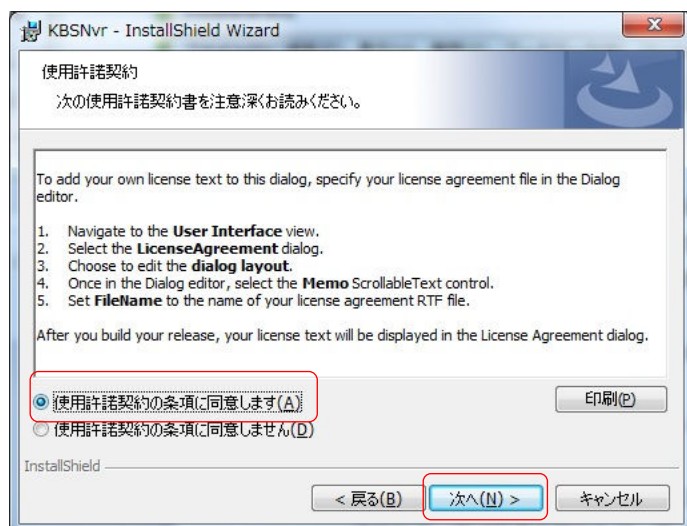 KBSNvr - InstallShield Wizard
使用許諾契約
次の使用許諾契約書を注意深くお読みください。
To add your own license text to this dialog, specify your license agreement file in the Dialog
editor.
1. Navigate to the User Interface view.
2. Select the LicenseAgreement dialog.
3. Choose to edit the dialog layout.
4. Once in the Dialog editor, select the Memo ScrollableText control.
5. Set FileName to the name of your license agreement RTF file.
After you build your release, your license text will be displayed in the License Agreement dialog.
使用許諾契約の条項に同意します(A)
印刷(P)
使用許諾契約の条項に同意しません(D)
InstallShield
< 戻る(B)
次へ(N) >
キャンセル